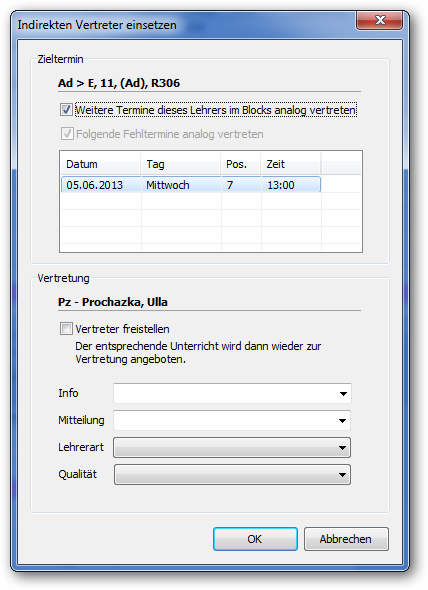 Indirekten Vertreter einsetzen
Zieltermin
Ad > E, 11, (Ad), R306
Weitere Termine dieses Lehrers im Blocks analog vertreten
Folgende Fehltermine analog vertreten
Datum Tag Pos. Zeit
05.06.2013 Mittwoch 7 13:00
Vertretung
Pz - Prochazka, Ulla
Vertreter freistellen
Der entsprechende Unterricht wird dann wieder zur
Vertretung angeboten.
Info
Mitteilung
Lehrerart
Qualität
OK Abbrechen